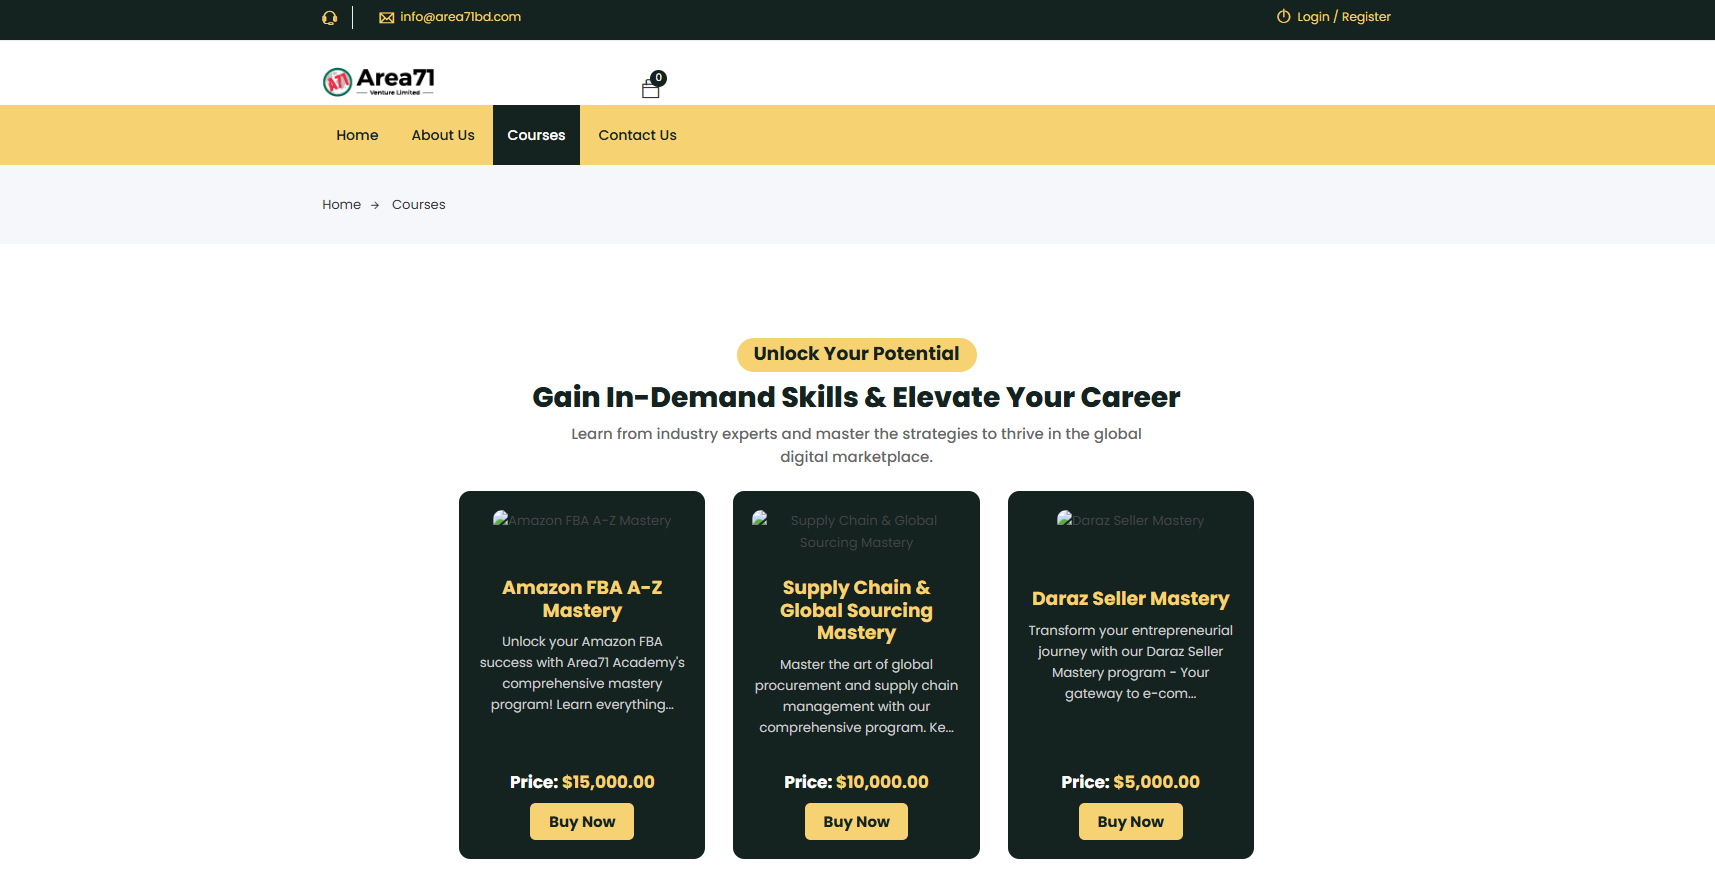 info@area71bd.com
Login / Register
A71
Area71
Venture Limited
0
Home
About Us
Courses
Contact Us
Home → Courses
Unlock Your Potential
Gain In-Demand Skills & Elevate Your Career
Learn from industry experts and master the strategies to thrive in the global
digital marketplace.
Amazon FBA A-Z Mastery
Amazon FBA A-Z
Mastery
Unlock your Amazon FBA
success with Area71 Academy's
comprehensive mastery
program! Learn everything...
Price: $15,000.00
Buy Now
Supply Chain & Global
Sourcing Mastery
Supply Chain &
Global Sourcing
Mastery
Master the art of global
procurement and supply chain
management with our
comprehensive program. Ke...
Price: $10,000.00
Buy Now
Daraz Seller Mastery
Daraz Seller Mastery
Transform your entrepreneurial
journey with our Daraz Seller
Mastery program - Your
gateway to e-com...
Price: $5,000.00
Buy Now